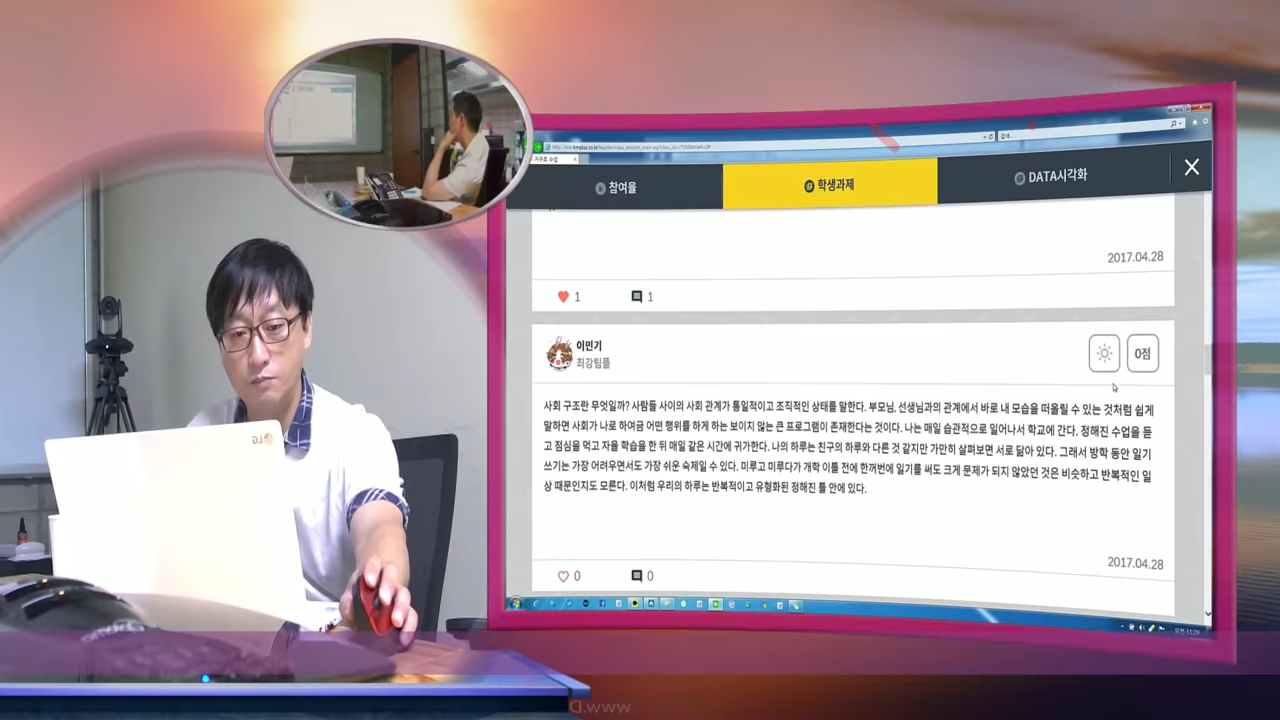 검색...
거꾸로 수업
참여율
학생과제
DATA시각화
2017.04.28
1
1
이민기
최강팀플
0점
사회 구조란 무엇일까? 사람들 사이의 사회 관계가 통일적이고 조직적인 상태를 말한다. 부모님, 선생님과의 관계에서 바로 내 모습을 떠올릴 수 있는 것처럼 쉽게
말하면 사회가 나로 하여금 어떤 행위를 하게 하는 보이지 않는 큰 프로그램이 존재한다는 것이다. 나는 매일 습관적으로 일어나서 학교에 간다. 정해진 수업을 듣
고 점심을 먹고 자율 학습을 한 뒤 매일 같은 시간에 귀가한다. 나의 하루는 친구의 하루와 다른 것 같지만 가만히 살펴보면 서로 닮아 있다. 그래서 방학 동안 일기
쓰기는 가장 어려우면서도 가장 쉬운 숙제일 수 있다. 미루고 미루다가 개학 이틀 전에 한꺼번에 일기를 써도 크게 문제가 되지 않았던 것은 비슷하고 반복적인 일
상 때문인지도 모른다. 이처럼 우리의 하루는 반복적이고 유형화된 정해진 틀 안에 있다.
2017.04.28
0
0
LG
www.D